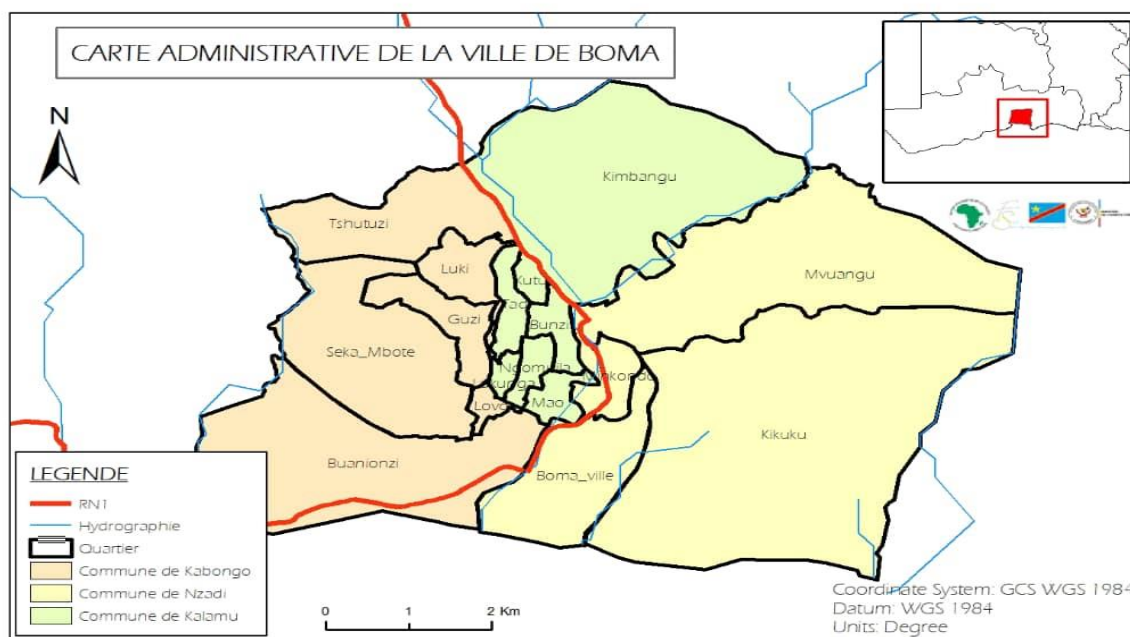 CARTE ADMINISTRATIVE DE LA VILLE DE BOMA
N
Kimbangu
Tshutuzi
Luki
Kutu
Mvuangu
Guzi
Bunzi
Seka_Mbote
Mao
Kikuku
Buanionzi
Boma_ville
LEGENDE
RN1
Hydrographie
Quartier
Commune de Kabongo
Commune de Nzadi
Commune de Kalamu
0 1 2 Km
Coordinate System: GCS WGS 1984
Datum: WGS 1984
Units: Degree